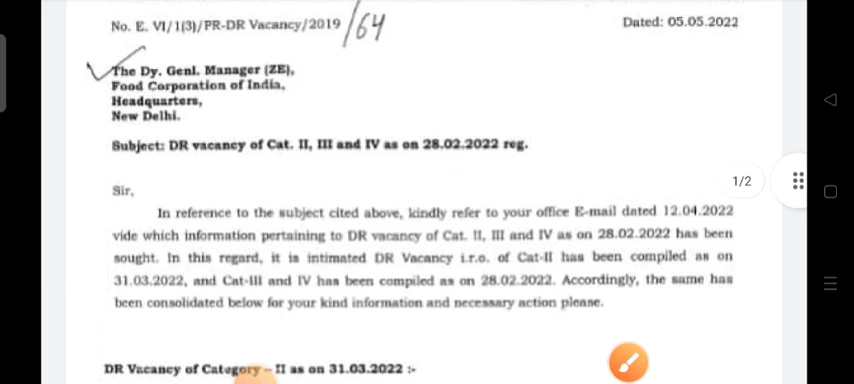 No. E. VI/1(3)/PR-DR Vacancy/2019/164
Dated: 05.05.2022
The Dy. Genl. Manager (ZE),
Food Corporation of India,
Headquarters,
New Delhi.
Subject: DR vacancy of Cat. II, III and IV as on 28.02.2022 reg.
1/2
Sir,
In reference to the subject cited above, kindly refer to your office E-mail dated 12.04.2022
vide which information pertaining to DR vacancy of Cat. II, III and IV as on 28.02.2022 has been
sought. In this regard, it is intimated DR Vacancy i.r.o. of Cat-II has been compiled as on
31.03.2022, and Cat-III and IV has been compiled as on 28.02.2022. Accordingly, the same has
been consolidated below for your kind information and necessary action please.
DR Vacancy of Category – II as on 31.03.2022 :-